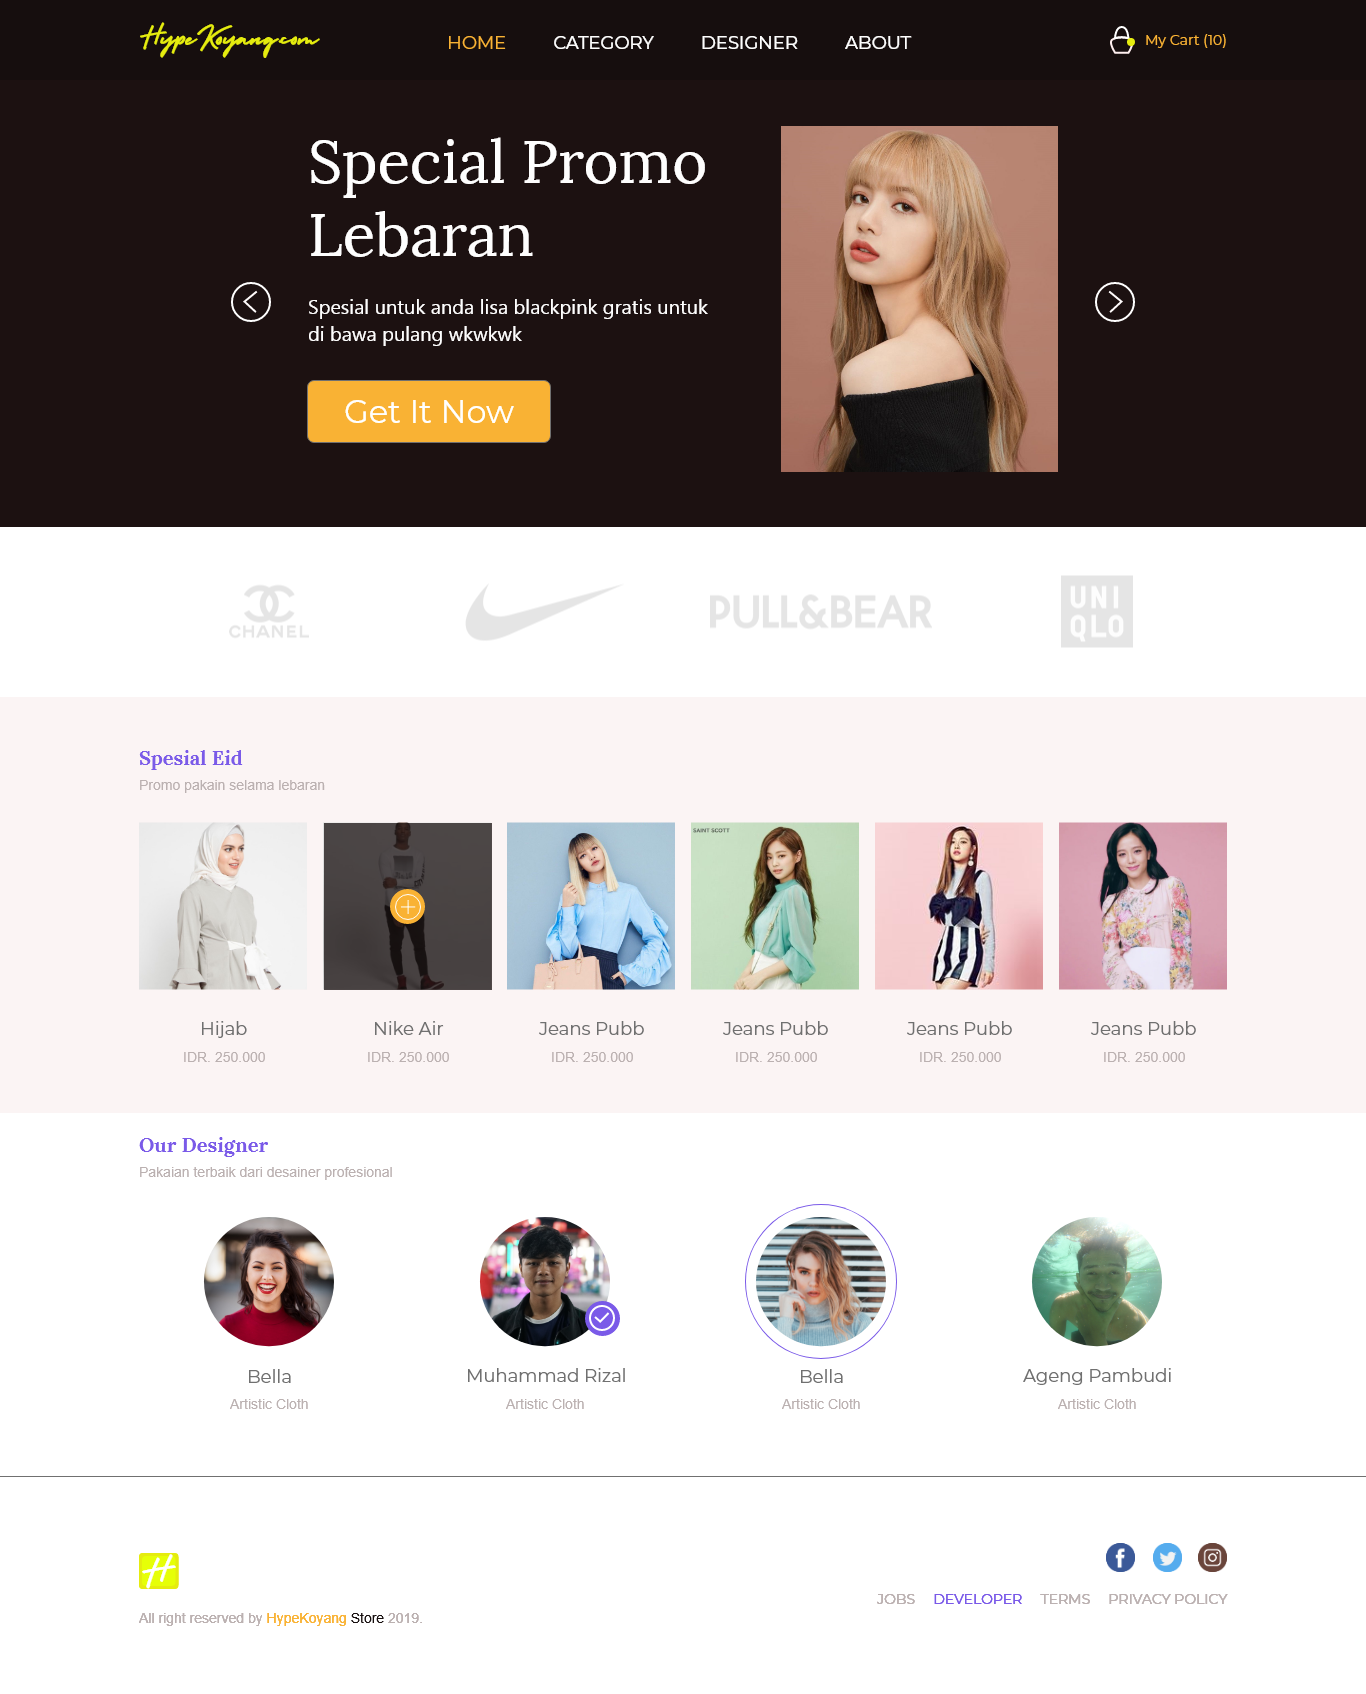 HypeKoyang.com
HOME CATEGORY DESIGNER ABOUT
My Cart (10)
Special Promo
Lebaran
Spesial untuk anda lisa blackpink gratis untuk
di bawa pulang wkwkwk
Get It Now
CHANEL
PULL&BEAR
UNI
QLO
Spesial Eid
Promo pakain selama lebaran
SAINT SCOTT
Hijab
IDR. 250.000
Nike Air
IDR. 250.000
Jeans Pubb
IDR. 250.000
Jeans Pubb
IDR. 250.000
Jeans Pubb
IDR. 250.000
Jeans Pubb
IDR. 250.000
Our Designer
Pakaian terbaik dari desainer profesional
Bella
Artistic Cloth
Muhammad Rizal
Artistic Cloth
Bella
Artistic Cloth
Ageng Pambudi
Artistic Cloth
H
All right reserved by HypeKoyang Store 2019.
JOBS DEVELOPER TERMS PRIVACY POLICY